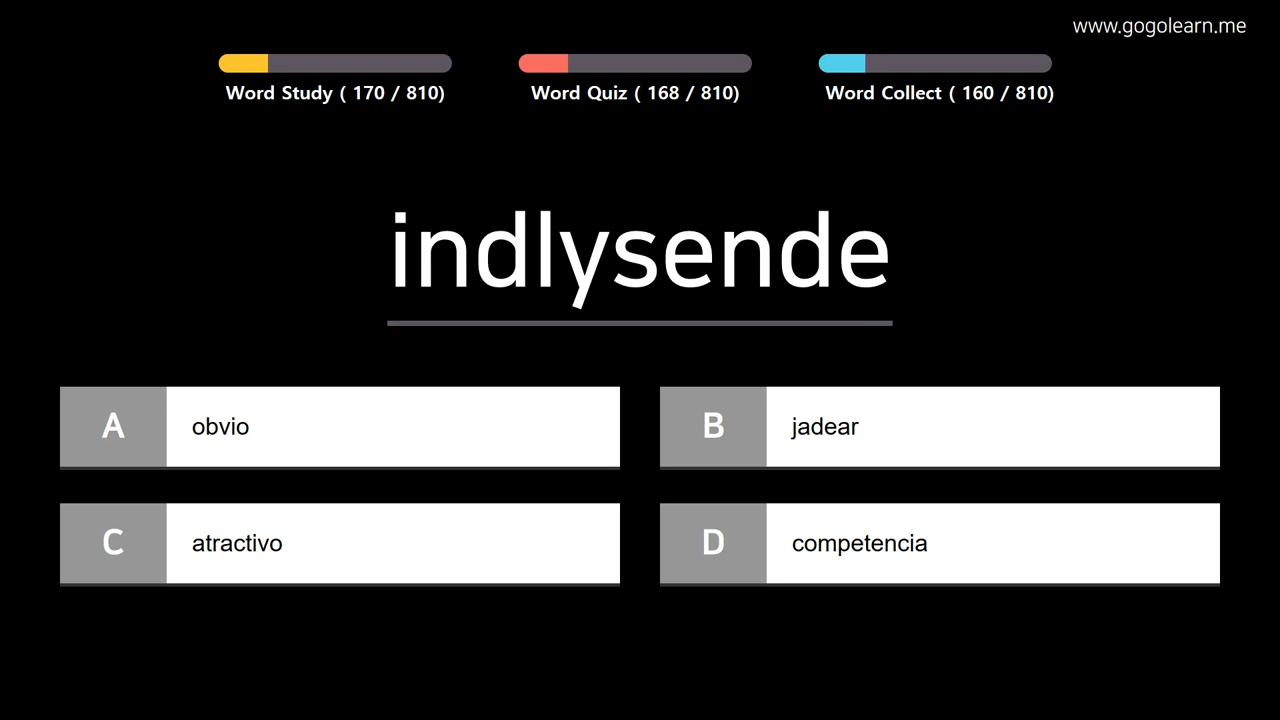 www.gogolearn.me
Word Study ( 170 / 810)
Word Quiz ( 168 / 810)
Word Collect ( 160 / 810)
indlysende
A obvio
B jadear
C atractivo
D competencia